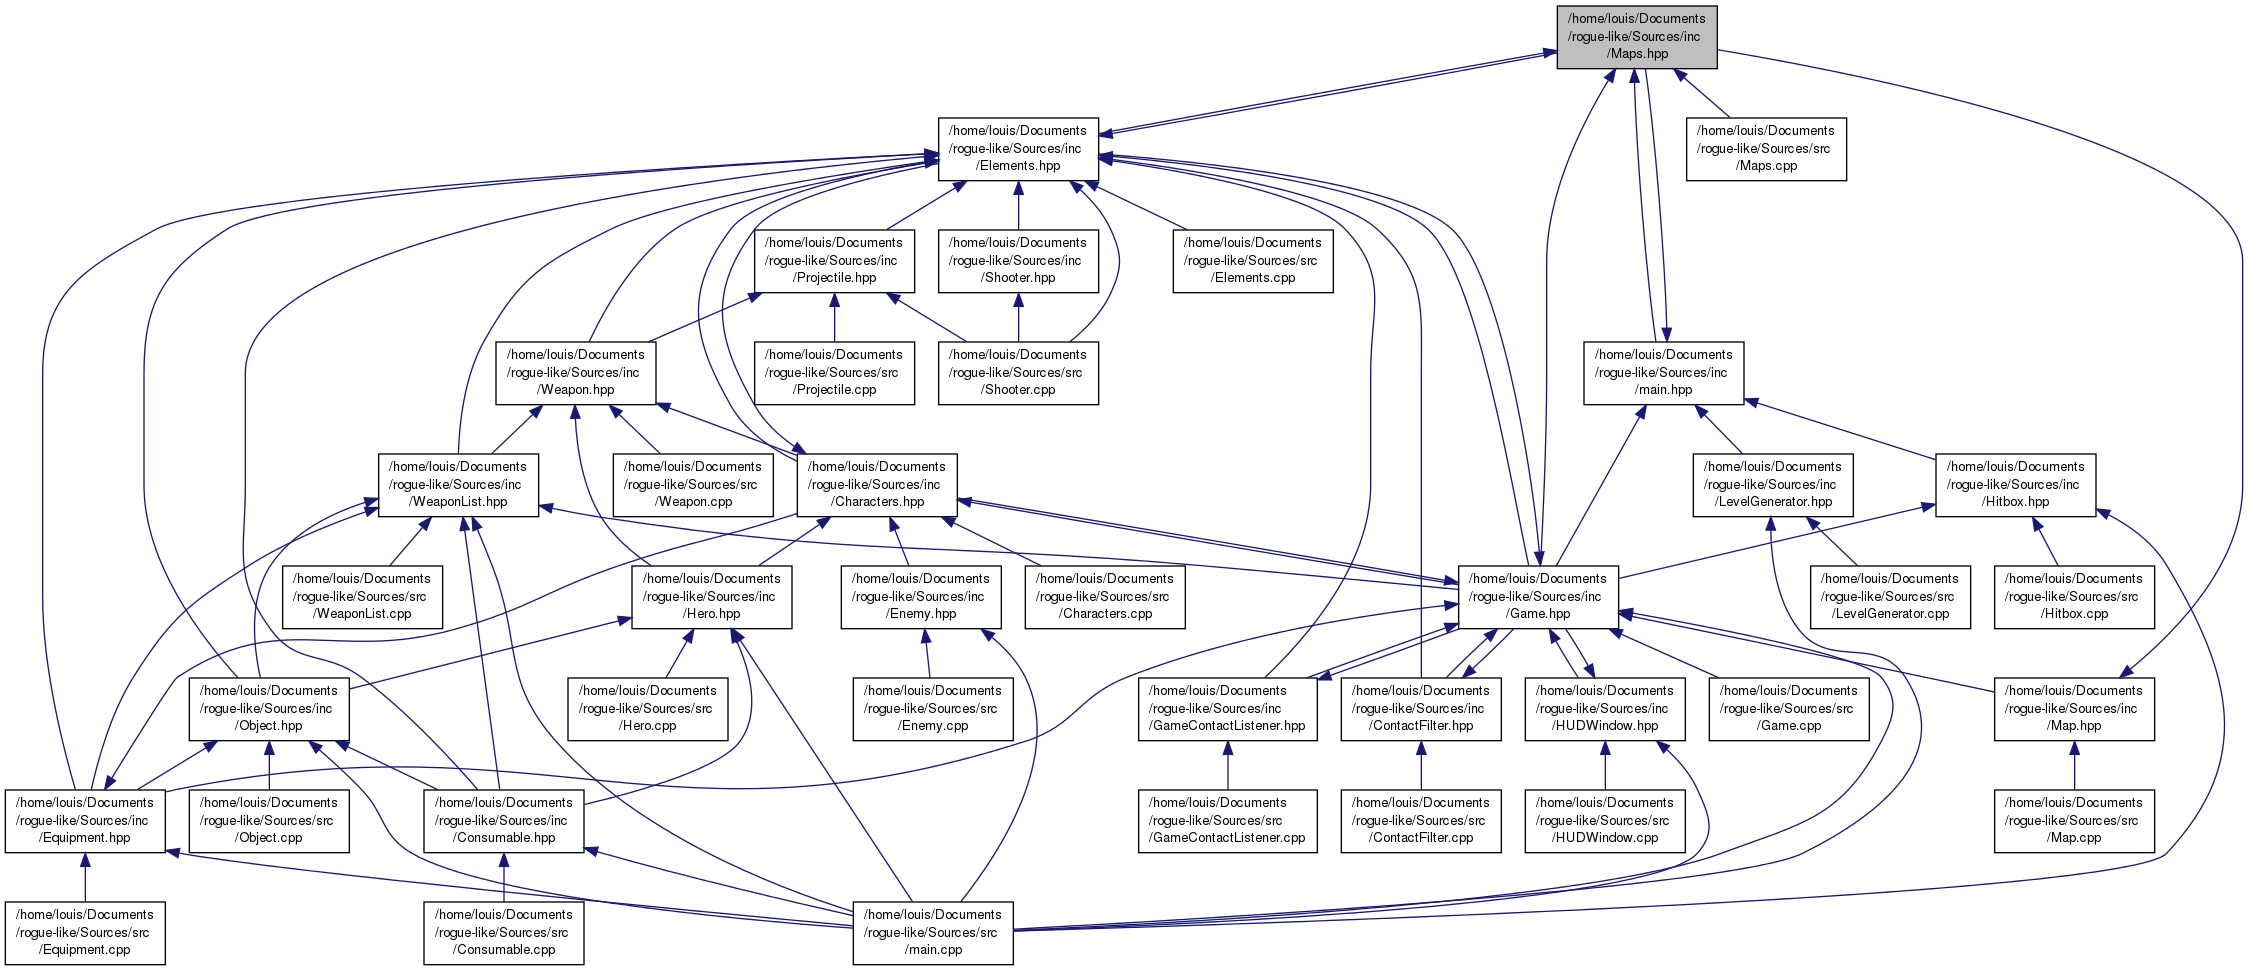 /home/louis/Documents
/rogue-like/Sources/inc
/Maps.hpp
/home/louis/Documents
/rogue-like/Sources/inc
/Elements.hpp
/home/louis/Documents
/rogue-like/Sources/src
/Maps.cpp
/home/louis/Documents
/rogue-like/Sources/inc
/Projectile.hpp
/home/louis/Documents
/rogue-like/Sources/inc
/Shooter.hpp
/home/louis/Documents
/rogue-like/Sources/src
/Elements.cpp
/home/louis/Documents
/rogue-like/Sources/inc
/Weapon.hpp
/home/louis/Documents
/rogue-like/Sources/src
/Projectile.cpp
/home/louis/Documents
/rogue-like/Sources/src
/Shooter.cpp
/home/louis/Documents
/rogue-like/Sources/inc
/main.hpp
/home/louis/Documents
/rogue-like/Sources/inc
/WeaponList.hpp
/home/louis/Documents
/rogue-like/Sources/src
/Weapon.cpp
/home/louis/Documents
/rogue-like/Sources/inc
/Characters.hpp
/home/louis/Documents
/rogue-like/Sources/inc
/LevelGenerator.hpp
/home/louis/Documents
/rogue-like/Sources/inc
/Hitbox.hpp
/home/louis/Documents
/rogue-like/Sources/src
/WeaponList.cpp
/home/louis/Documents
/rogue-like/Sources/inc
/Hero.hpp
/home/louis/Documents
/rogue-like/Sources/inc
/Enemy.hpp
/home/louis/Documents
/rogue-like/Sources/src
/Characters.cpp
/home/louis/Documents
/rogue-like/Sources/inc
/Game.hpp
/home/louis/Documents
/rogue-like/Sources/src
/LevelGenerator.cpp
/home/louis/Documents
/rogue-like/Sources/src
/Hitbox.cpp
/home/louis/Documents
/rogue-like/Sources/inc
/Object.hpp
/home/louis/Documents
/rogue-like/Sources/src
/Hero.cpp
/home/louis/Documents
/rogue-like/Sources/src
/Enemy.cpp
/home/louis/Documents
/rogue-like/Sources/inc
/GameContactListener.hpp
/home/louis/Documents
/rogue-like/Sources/inc
/ContactFilter.hpp
/home/louis/Documents
/rogue-like/Sources/inc
/HUDWindow.hpp
/home/louis/Documents
/rogue-like/Sources/src
/Game.cpp
/home/louis/Documents
/rogue-like/Sources/inc
/Map.hpp
/home/louis/Documents
/rogue-like/Sources/inc
/Equipment.hpp
/home/louis/Documents
/rogue-like/Sources/src
/Object.cpp
/home/louis/Documents
/rogue-like/Sources/inc
/Consumable.hpp
/home/louis/Documents
/rogue-like/Sources/src
/GameContactListener.cpp
/home/louis/Documents
/rogue-like/Sources/src
/ContactFilter.cpp
/home/louis/Documents
/rogue-like/Sources/src
/HUDWindow.cpp
/home/louis/Documents
/rogue-like/Sources/src
/Map.cpp
/home/louis/Documents
/rogue-like/Sources/src
/Equipment.cpp
/home/louis/Documents
/rogue-like/Sources/src
/Consumable.cpp
/home/louis/Documents
/rogue-like/Sources/src
/main.cpp